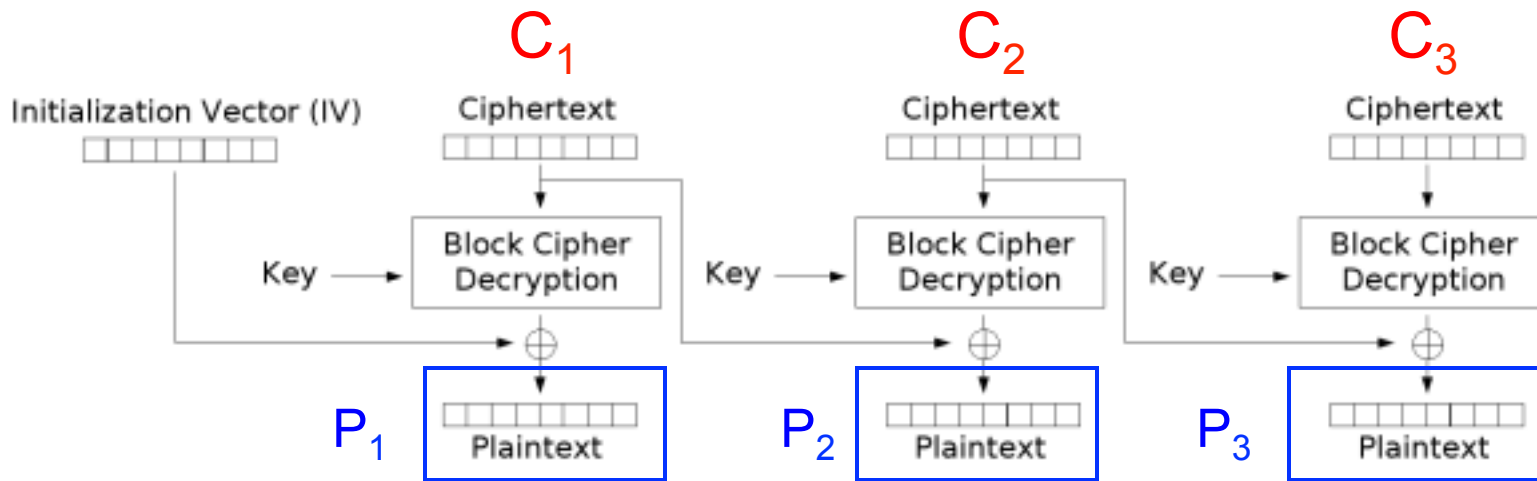 C1
C2
C3
Initialization Vector (IV)
Ciphertext
Ciphertext
Ciphertext
Key
Block Cipher
Decryption
Key
Block Cipher
Decryption
Key
Block Cipher
Decryption
P1
Plaintext
P2
Plaintext
P3
Plaintext